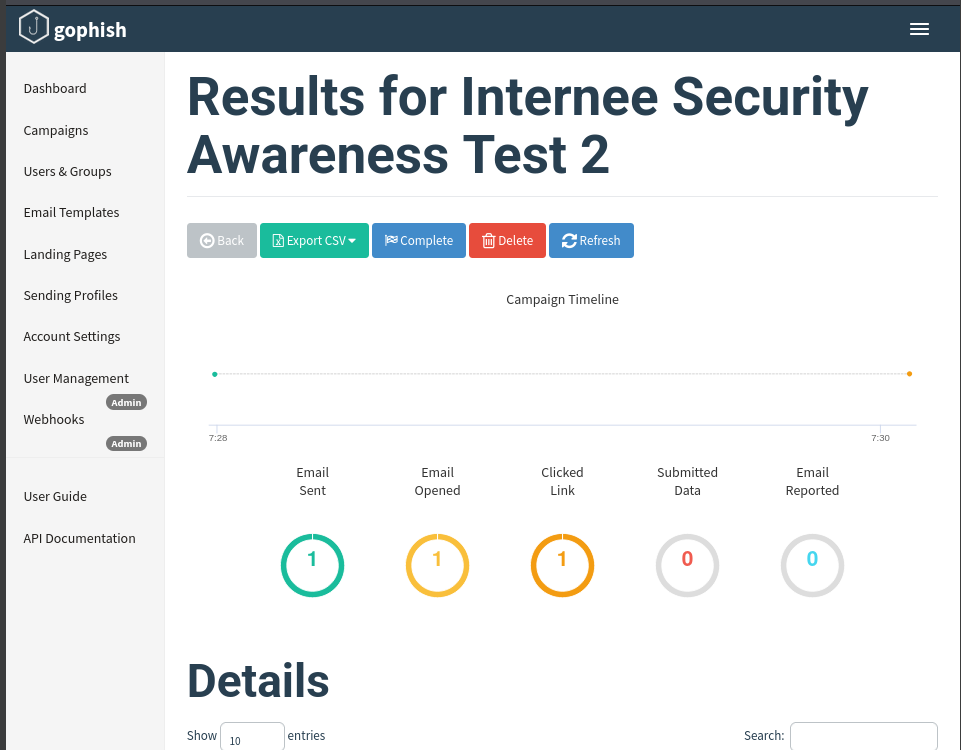 gophish
Dashboard
Campaigns
Users & Groups
Email Templates
Landing Pages
Sending Profiles
Account Settings
User Management
Admin
Webhooks
Admin
User Guide
API Documentation
Results for Internee Security
Awareness Test 2
Back Export CSV Complete Delete Refresh
Campaign Timeline
7:28 7:30
Email Sent
Email Opened
Clicked Link
Submitted Data
Email Reported
1 1 1 0 0
Details
Show 10 entries Search: